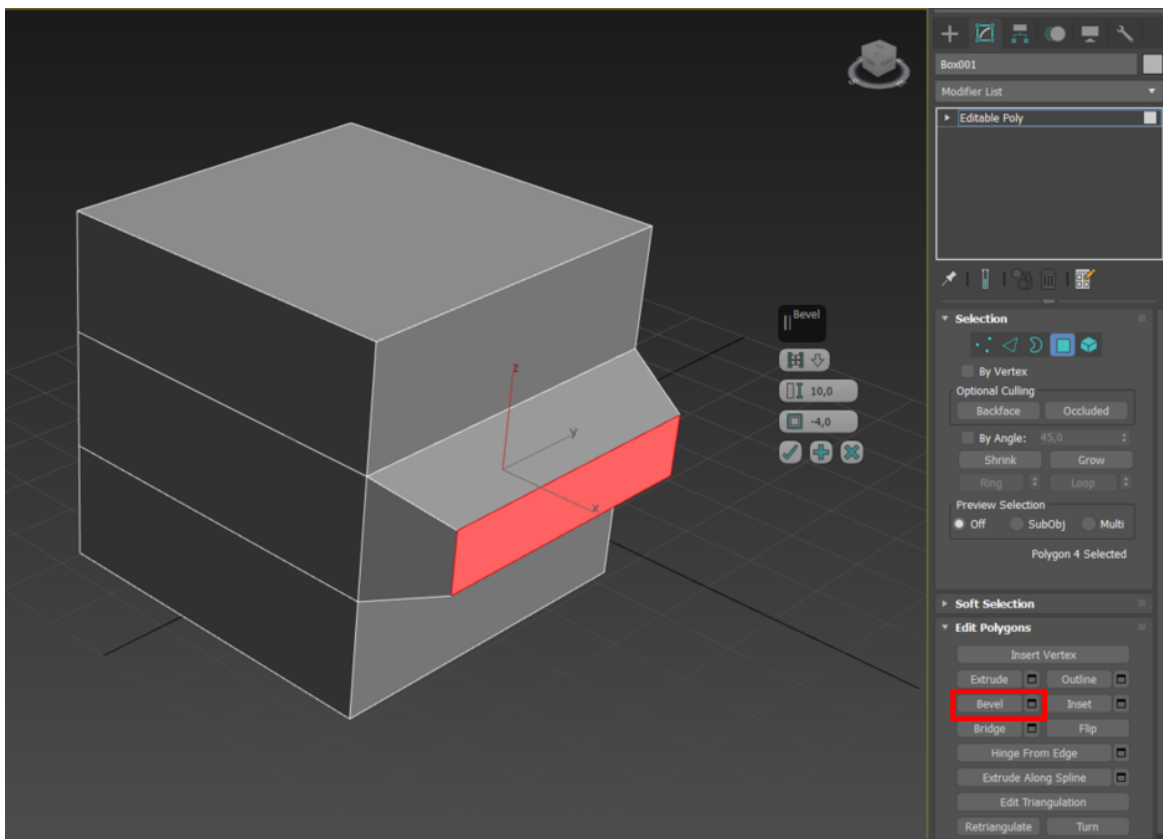 Box001
Modifier List
Editable Poly
Bevel
10,0
-4,0
z
y
x
Selection
By Vertex
Optional Culling
Backface Occluded
By Angle: 45,0
Shrink Grow
Ring Loop
Preview Selection
Off SubObj Multi
Polygon 4 Selected
Soft Selection
Edit Polygons
Insert Vertex
Extrude Outline
Bevel Inset
Bridge Flip
Hinge From Edge
Extrude Along Spline
Edit Triangulation
Retriangulate Turn